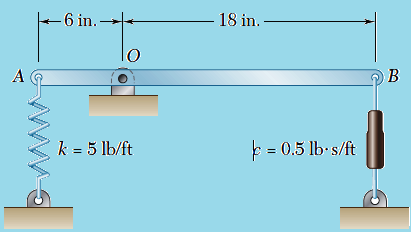 6 in.
18 in.
O
A
B
k = 5 lb/ft
c = 0.5 lb·s/ft